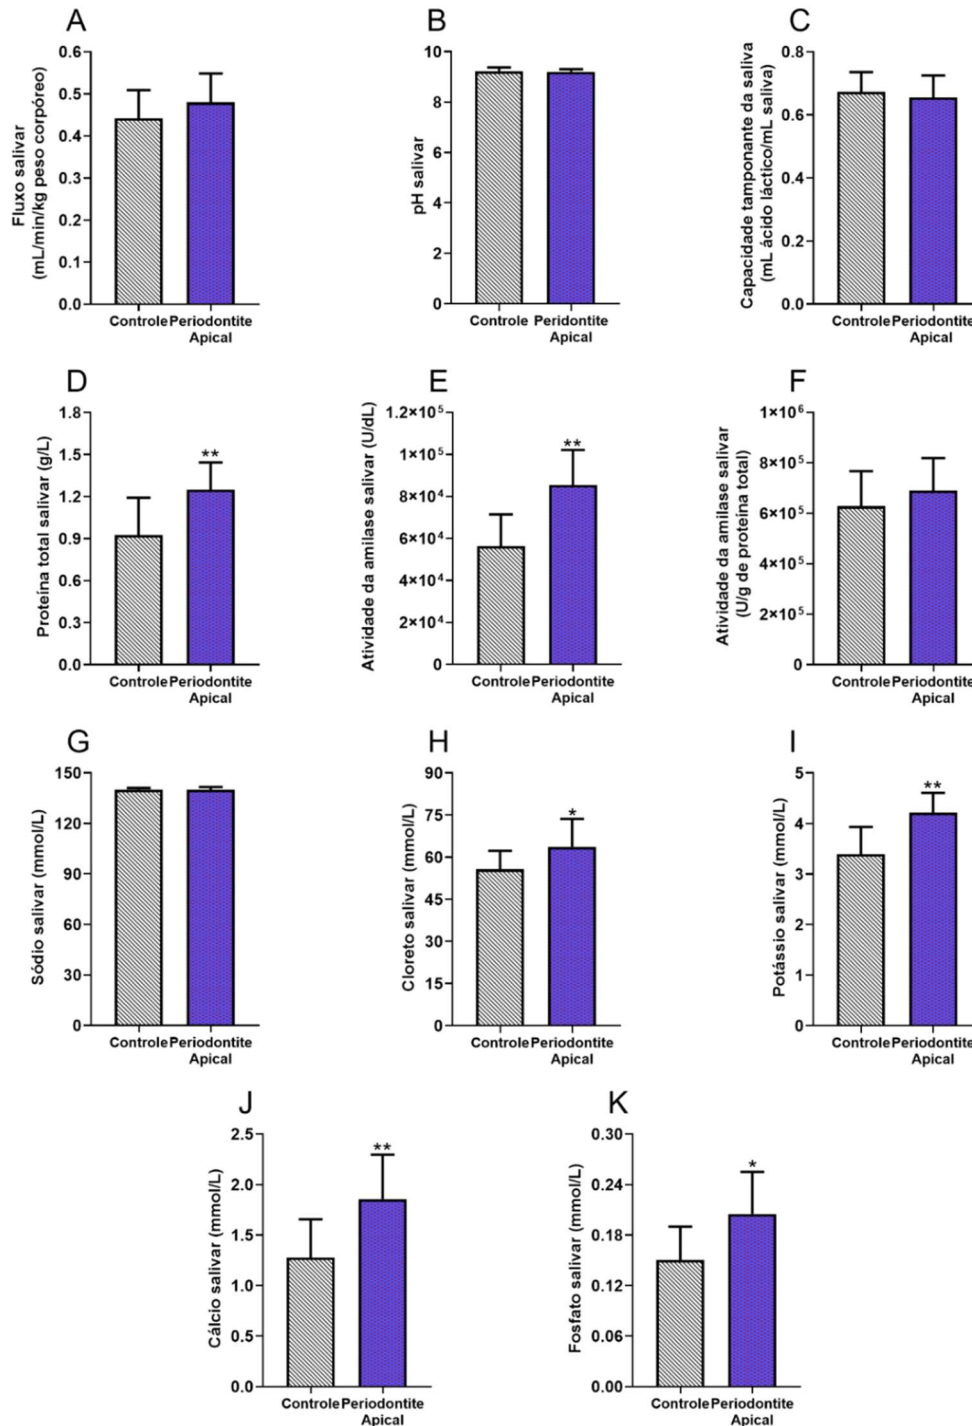 A
Fluxo salivar
(mL/min/kg peso corpóreo)
0.6
0.5
0.4
0.3
0.2
0.1
0.0
Controle Periodontite
Apical
B
pH salivar
10
8
6
4
2
0
Controle Peridontite
Apical
C
Capacidade tamponante da saliva
(mL ácido láctico/mL saliva)
0.8
0.6
0.4
0.2
0.0
Controle Periodontite
Apical
D
Proteína total salivar (g/L)
1.8
1.5
1.2
0.9
0.6
0.3
0.0
**
Controle Periodontite
Apical
E
Atividade da amilase salivar (U/dL)
1.2×10⁵
1×10⁵
8×10⁴
6×10⁴
4×10⁴
2×10⁴
0
**
Controle Periodontite
Apical
F
Atividade da amilase salivar
(U/g de proteína total)
1×10⁶
8×10⁵
6×10⁵
4×10⁵
2×10⁵
0
Controle Periodontite
Apical
G
Sódio salivar (mmol/L)
150
120
90
60
30
0
Controle Periodontite
Apical
H
Cloreto salivar (mmol/L)
90
75
60
45
30
15
0
*
Controle Periodontite
Apical
I
Potássio salivar (mmol/L)
5
4
3
2
1
0
**
Controle Periodontite
Apical
J
Cálcio salivar (mmol/L)
2.5
2.0
1.5
1.0
0.5
0.0
**
Controle Periodontite
Apical
K
Fosfato salivar (mmol/L)
0.30
0.24
0.18
0.12
0.06
0.00
*
Controle Periodontite
Apical